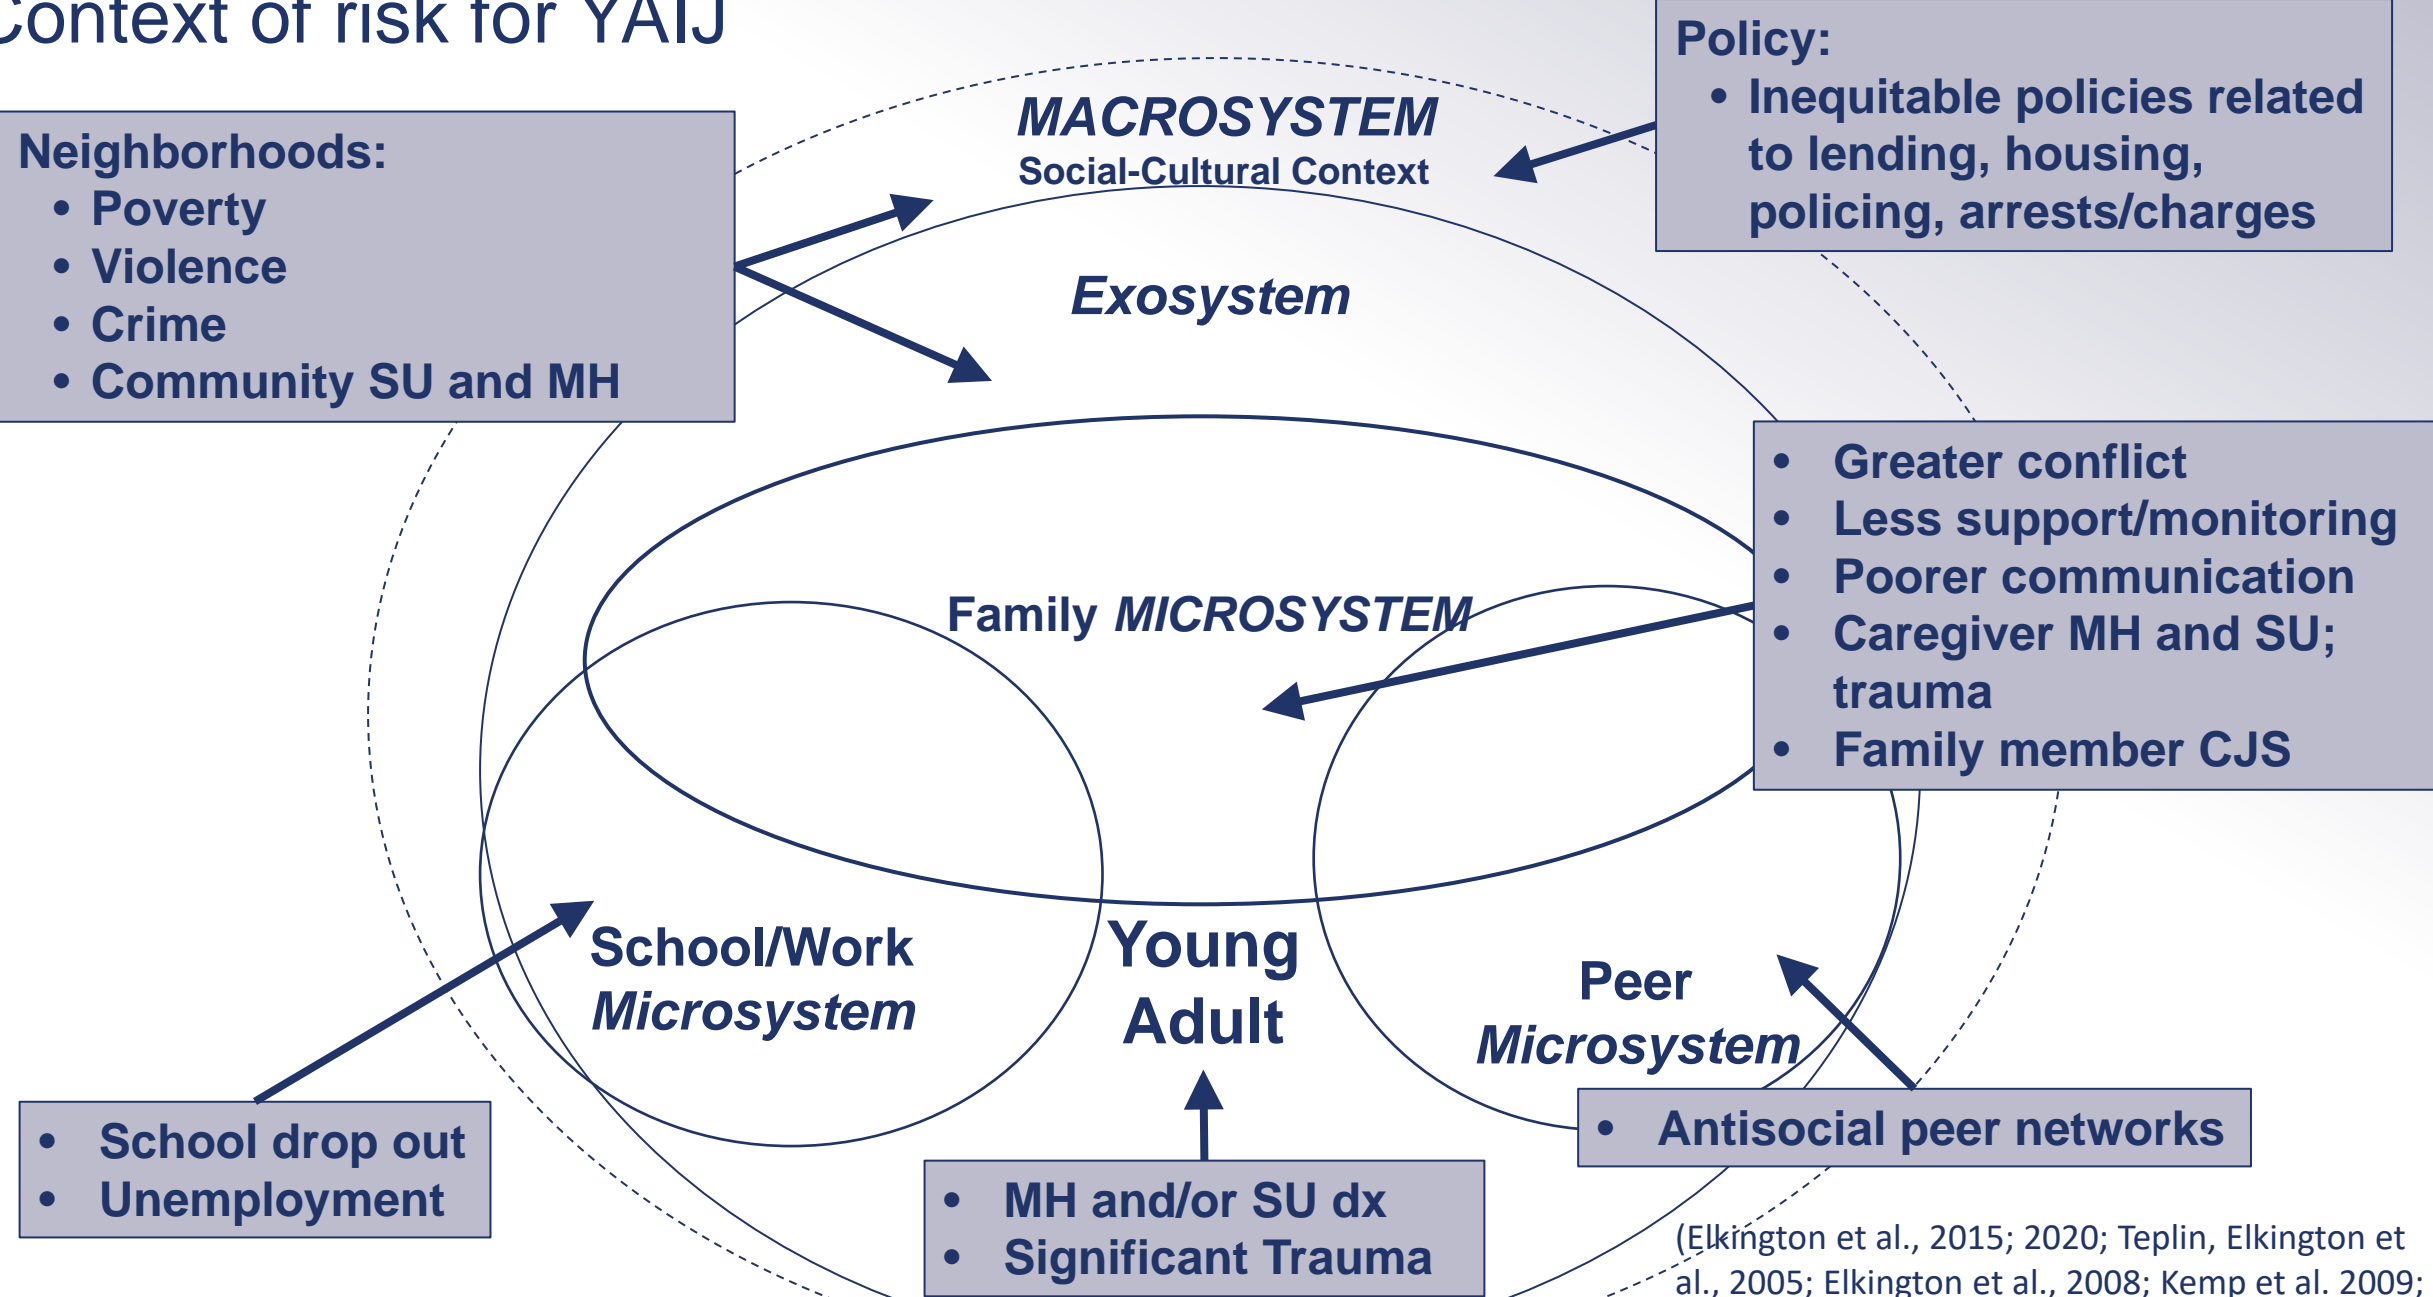 Context of risk for YAIJ
Policy:
• Inequitable policies related
to lending, housing,
policing, arrests/charges
MACROSYSTEM
Social-Cultural Context
Neighborhoods:
• Poverty
• Violence
• Crime
• Community SU and MH
Exosystem
• Greater conflict
• Less support/monitoring
• Poorer communication
• Caregiver MH and SU;
trauma
• Family member CJS
Family MICROSYSTEM
School/Work
Microsystem
Young
Adult
Peer
Microsystem
• School drop out
• Unemployment
• MH and/or SU dx
• Significant Trauma
• Antisocial peer networks
(Elkington et al., 2015; 2020; Teplin, Elkington et
al., 2005; Elkington et al., 2008; Kemp et al. 2009;